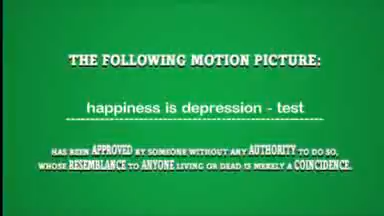 THE FOLLOWING MOTION PICTURE:
happiness is depression - test
HAS BEEN APPROVED BY SOMEONE WITHOUT ANY AUTHORITY TO DO SO,
WHOSE RESEMBLANCE TO ANYONE LIVING OR DEAD IS MERELY A COINCIDENCE.